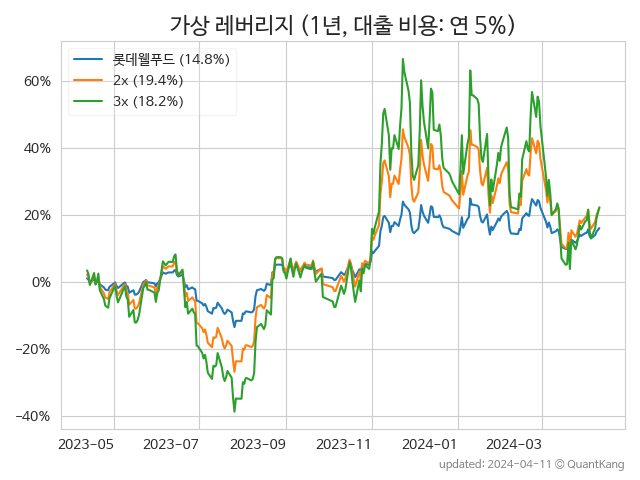 가상 레버리지 (1년, 대출 비용: 연 5%)
롯데웰푸드 (14.8%)
2x (19.4%)
3x (18.2%)
60%
40%
20%
0%
−20%
−40%
2023-05 2023-07 2023-09 2023-11 2024-01 2024-03
updated: 2024-04-11 © QuantKang